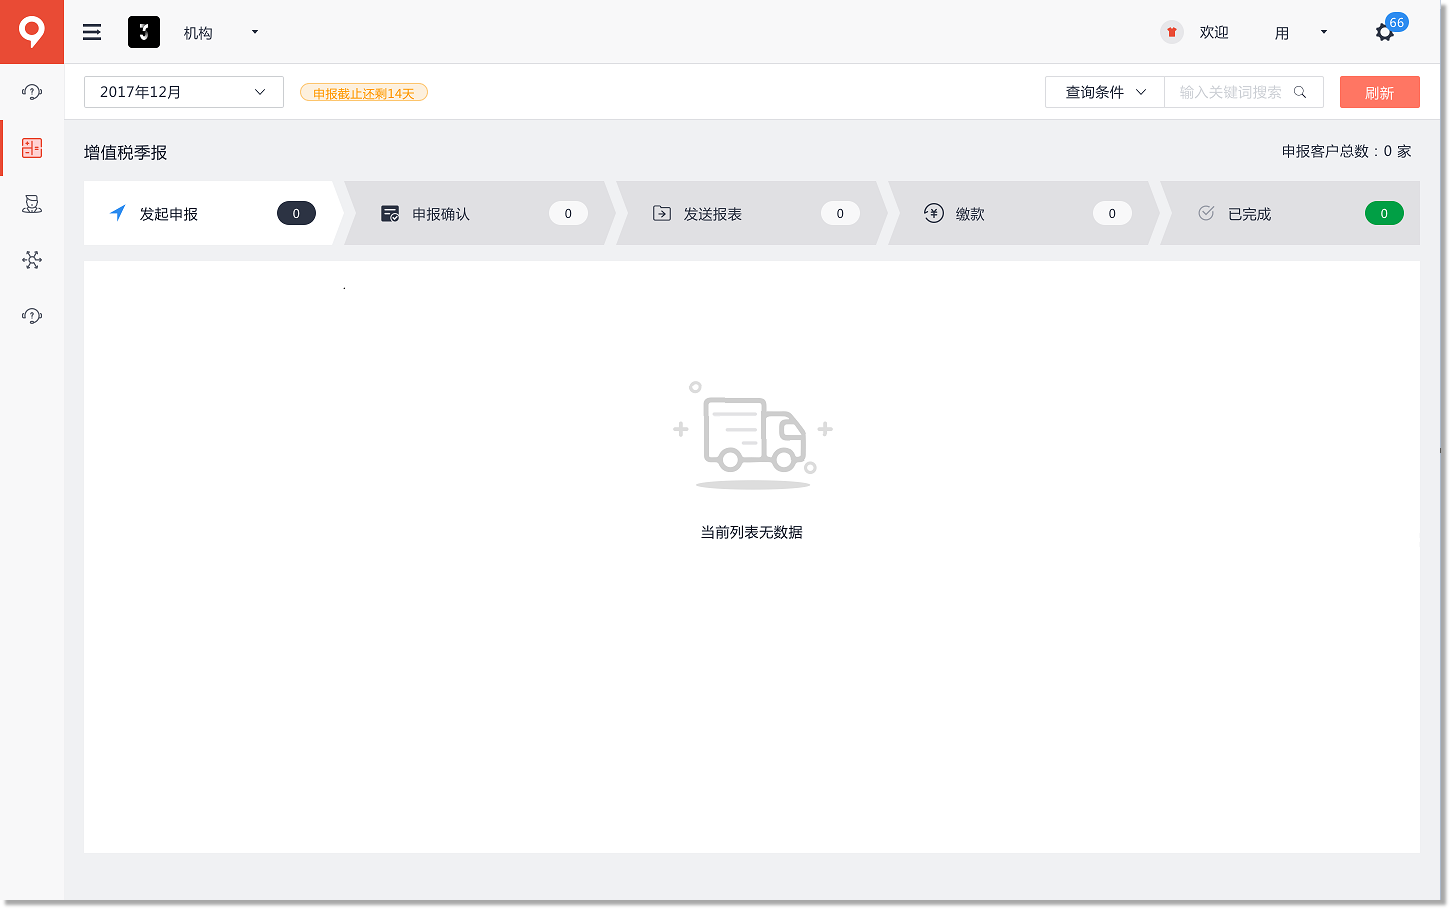 3 机构 欢迎 用 66
2017年12月 申报截止还剩14天 查询条件 输入关键词搜索 刷新
增值税季报 申报客户总数：0 家
发起申报 0 申报确认 0 发送报表 0 缴款 0 已完成 0
当前列表无数据